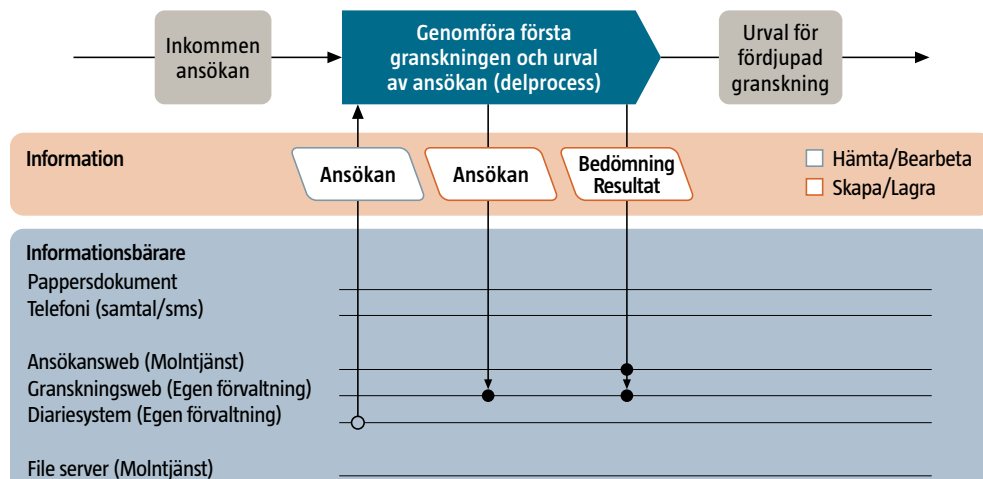 Inkommen
ansökan
Genomföra första
granskningen och urval
av ansökan (delprocess)
Urval för
fördjupad
granskning
Information
Ansökan
Ansökan
Bedömning
Resultat
Hämta/Bearbeta
Skapa/Lagra
Informationsbärare
Pappersdokument
Telefoni (samtal/sms)
Ansökansweb (Molntjänst)
Granskningsweb (Egen förvaltning)
Diariesystem (Egen förvaltning)
File server (Molntjänst)